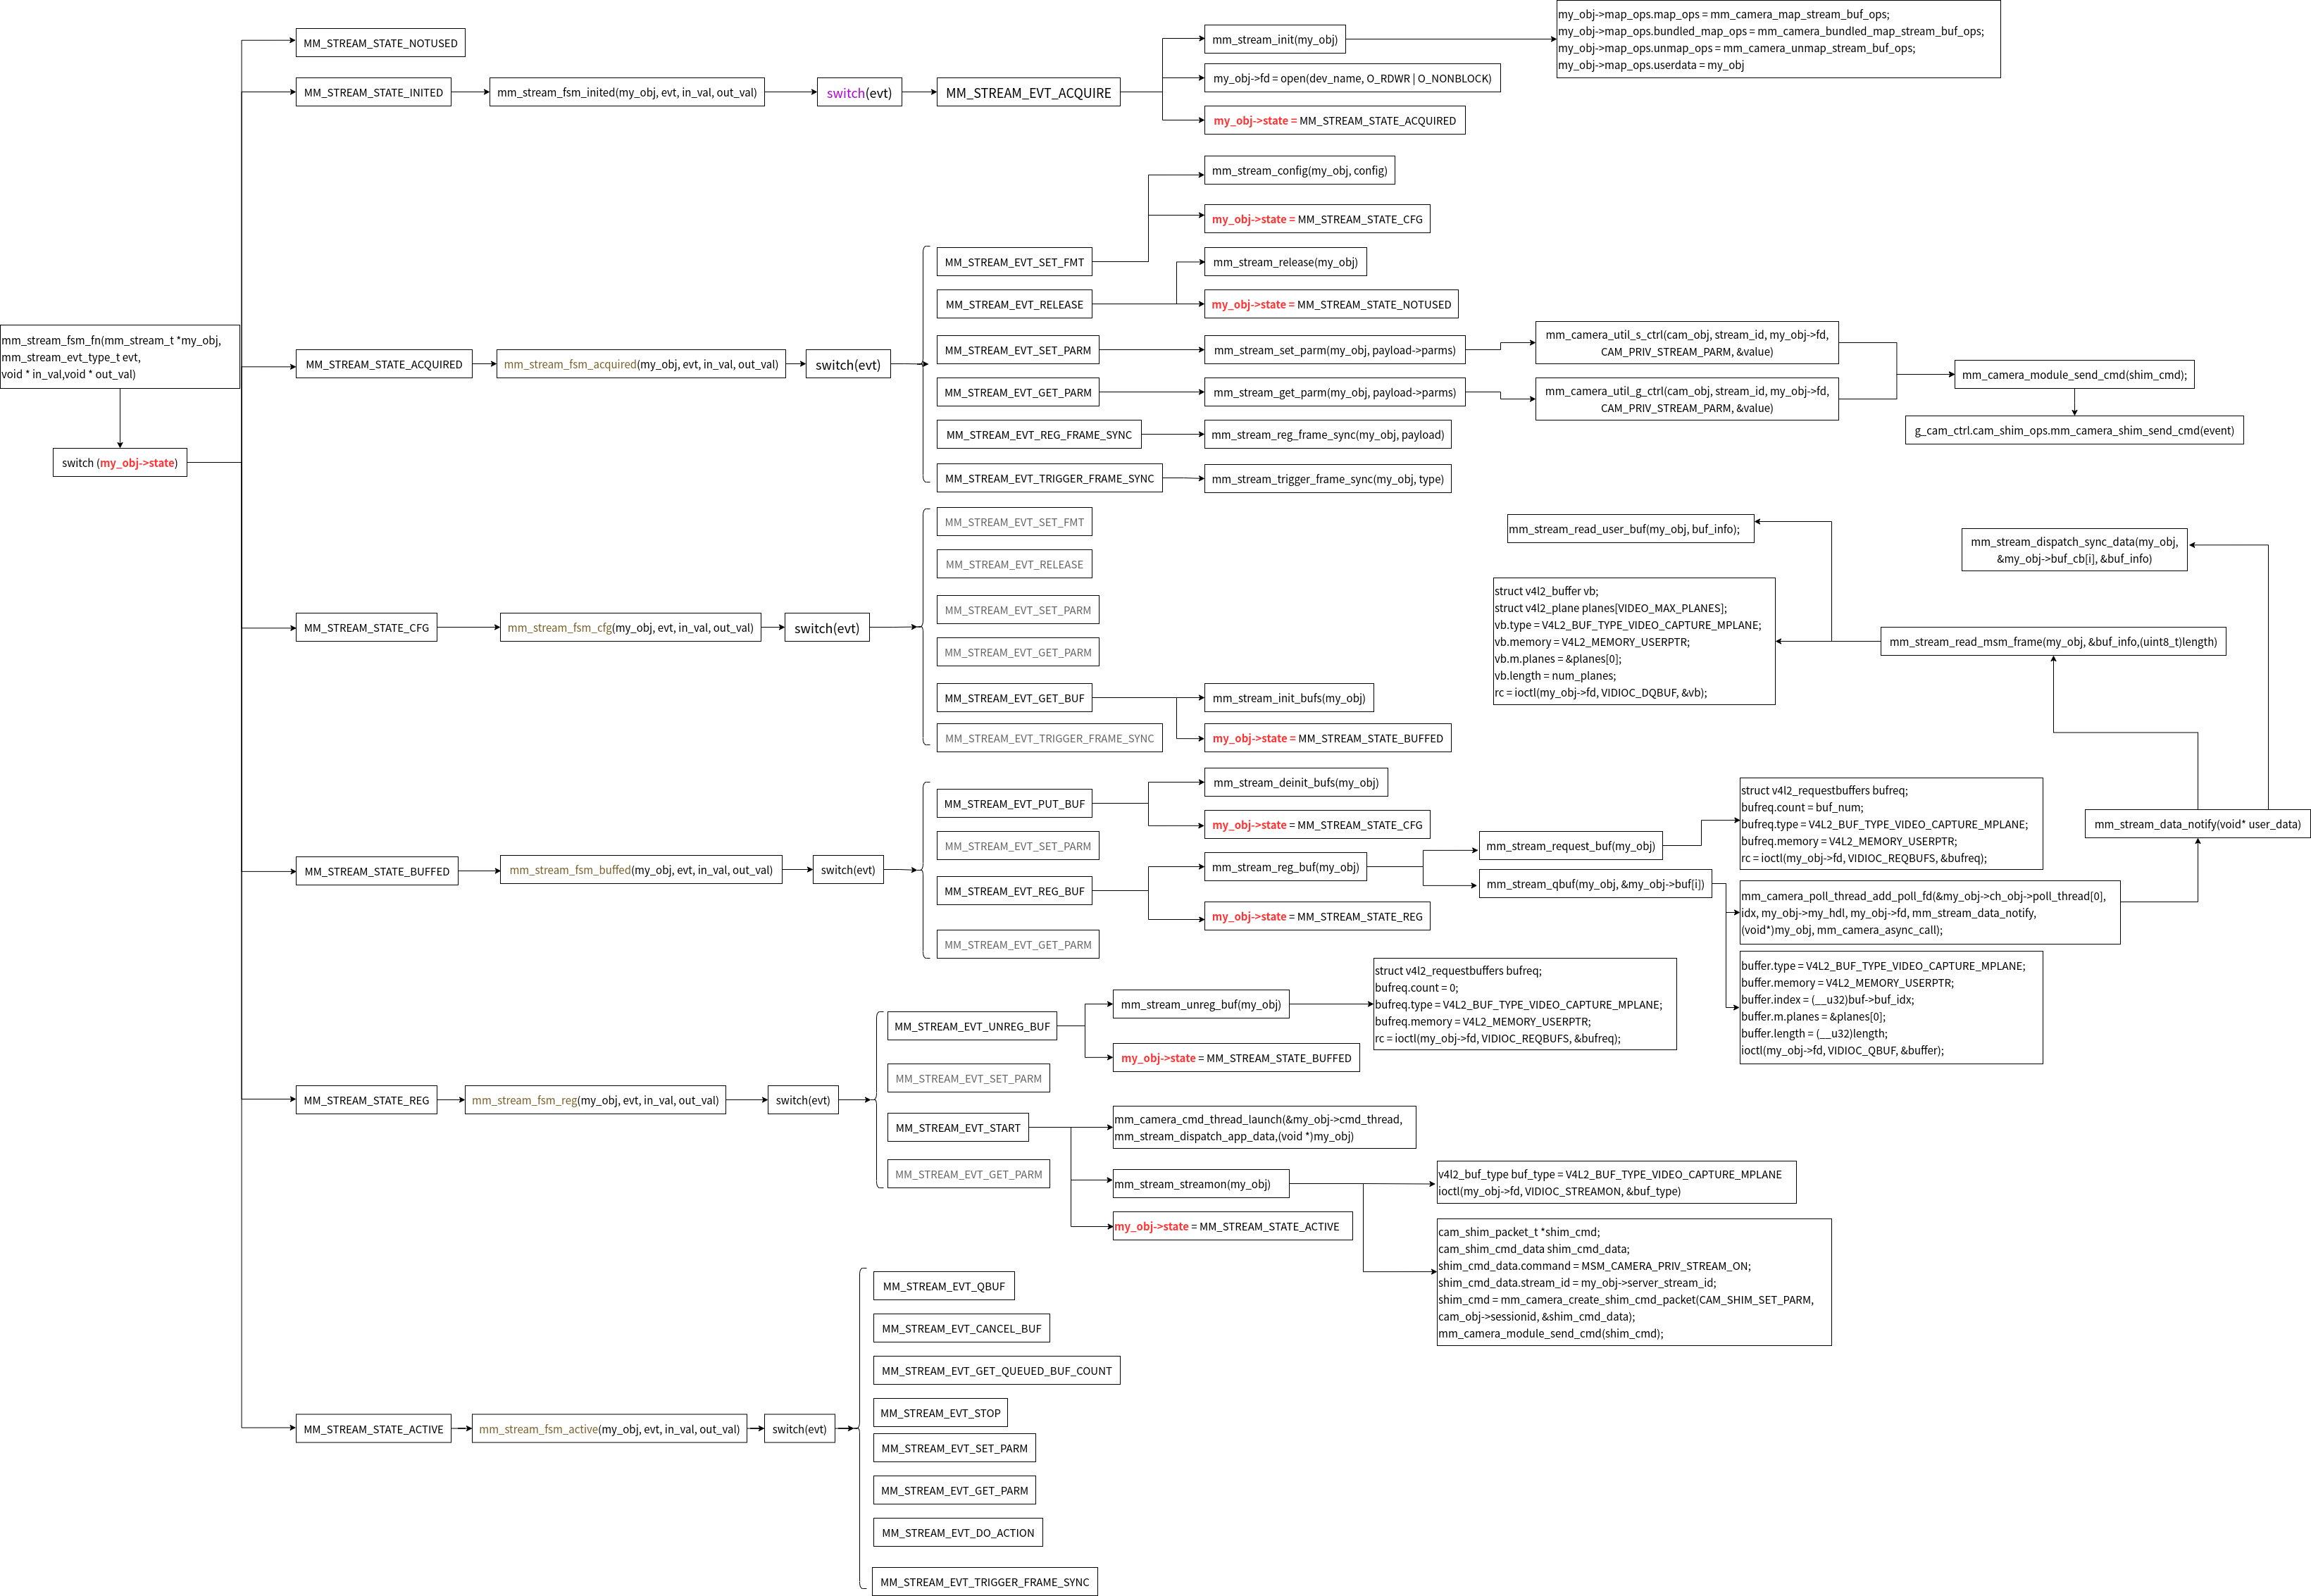 mm_stream_fsm_fn(mm_stream_t *my_obj,
mm_stream_evt_type_t evt,
void * in_val,void * out_val)
switch (my_obj->state)
MM_STREAM_STATE_NOTUSED
MM_STREAM_STATE_INITED
mm_stream_fsm_inited(my_obj, evt, in_val, out_val)
switch(evt)
MM_STREAM_EVT_ACQUIRE
mm_stream_init(my_obj)
my_obj->map_ops.map_ops = mm_camera_map_stream_buf_ops;
my_obj->map_ops.bundled_map_ops = mm_camera_bundled_map_stream_buf_ops;
my_obj->map_ops.unmap_ops = mm_camera_unmap_stream_buf_ops;
my_obj->map_ops.userdata = my_obj
my_obj->fd = open(dev_name, O_RDWR | O_NONBLOCK)
my_obj->state = MM_STREAM_STATE_ACQUIRED
MM_STREAM_STATE_ACQUIRED
mm_stream_fsm_acquired(my_obj, evt, in_val, out_val)
switch(evt)
MM_STREAM_EVT_SET_FMT
mm_stream_config(my_obj, config)
my_obj->state = MM_STREAM_STATE_CFG
MM_STREAM_EVT_RELEASE
mm_stream_release(my_obj)
my_obj->state = MM_STREAM_STATE_NOTUSED
MM_STREAM_EVT_SET_PARM
mm_stream_set_parm(my_obj, payload->parms)
mm_camera_util_s_ctrl(cam_obj, stream_id, my_obj->fd,
CAM_PRIV_STREAM_PARM, &value)
MM_STREAM_EVT_GET_PARM
mm_stream_get_parm(my_obj, payload->parms)
mm_camera_util_g_ctrl(cam_obj, stream_id, my_obj->fd,
CAM_PRIV_STREAM_PARM, &value)
mm_camera_module_send_cmd(shim_cmd);
g_cam_ctrl.cam_shim_ops.mm_camera_shim_send_cmd(event)
MM_STREAM_EVT_REG_FRAME_SYNC
mm_stream_reg_frame_sync(my_obj, payload)
MM_STREAM_EVT_TRIGGER_FRAME_SYNC
mm_stream_trigger_frame_sync(my_obj, type)
MM_STREAM_STATE_CFG
mm_stream_fsm_cfg(my_obj, evt, in_val, out_val)
switch(evt)
MM_STREAM_EVT_SET_FMT
MM_STREAM_EVT_RELEASE
MM_STREAM_EVT_SET_PARM
MM_STREAM_EVT_GET_PARM
MM_STREAM_EVT_GET_BUF
mm_stream_init_bufs(my_obj)
my_obj->state = MM_STREAM_STATE_BUFFED
MM_STREAM_EVT_TRIGGER_FRAME_SYNC
mm_stream_read_user_buf(my_obj, buf_info);
mm_stream_dispatch_sync_data(my_obj,
&my_obj->buf_cb[i], &buf_info)
struct v4l2_buffer vb;
struct v4l2_plane planes[VIDEO_MAX_PLANES];
vb.type = V4L2_BUF_TYPE_VIDEO_CAPTURE_MPLANE;
vb.memory = V4L2_MEMORY_USERPTR;
vb.m.planes = &planes[0];
vb.length = num_planes;
rc = ioctl(my_obj->fd, VIDIOC_DQBUF, &vb);
mm_stream_read_msm_frame(my_obj, &buf_info,(uint8_t)length)
mm_stream_data_notify(void* user_data)
MM_STREAM_STATE_BUFFED
mm_stream_fsm_buffed(my_obj, evt, in_val, out_val)
switch(evt)
MM_STREAM_EVT_PUT_BUF
mm_stream_deinit_bufs(my_obj)
my_obj->state = MM_STREAM_STATE_CFG
MM_STREAM_EVT_SET_PARM
MM_STREAM_EVT_REG_BUF
mm_stream_reg_buf(my_obj)
my_obj->state = MM_STREAM_STATE_REG
MM_STREAM_EVT_GET_PARM
mm_stream_request_buf(my_obj)
struct v4l2_requestbuffers bufreq;
bufreq.count = buf_num;
bufreq.type = V4L2_BUF_TYPE_VIDEO_CAPTURE_MPLANE;
bufreq.memory = V4L2_MEMORY_USERPTR;
rc = ioctl(my_obj->fd, VIDIOC_REQBUFS, &bufreq);
mm_stream_qbuf(my_obj, &my_obj->buf[i])
mm_camera_poll_thread_add_poll_fd(&my_obj->ch_obj->poll_thread[0],
idx, my_obj->my_hdl, my_obj->fd, mm_stream_data_notify,
(void*)my_obj, mm_camera_async_call);
buffer.type = V4L2_BUF_TYPE_VIDEO_CAPTURE_MPLANE;
buffer.memory = V4L2_MEMORY_USERPTR;
buffer.index = (__u32)buf->buf_idx;
buffer.m.planes = &planes[0];
buffer.length = (__u32)length;
ioctl(my_obj->fd, VIDIOC_QBUF, &buffer);
MM_STREAM_STATE_REG
mm_stream_fsm_reg(my_obj, evt, in_val, out_val)
switch(evt)
MM_STREAM_EVT_UNREG_BUF
mm_stream_unreg_buf(my_obj)
struct v4l2_requestbuffers bufreq;
bufreq.count = 0;
bufreq.type = V4L2_BUF_TYPE_VIDEO_CAPTURE_MPLANE;
bufreq.memory = V4L2_MEMORY_USERPTR;
rc = ioctl(my_obj->fd, VIDIOC_REQBUFS, &bufreq);
my_obj->state = MM_STREAM_STATE_BUFFED
MM_STREAM_EVT_SET_PARM
MM_STREAM_EVT_START
mm_camera_cmd_thread_launch(&my_obj->cmd_thread,
mm_stream_dispatch_app_data,(void *)my_obj)
mm_stream_streamon(my_obj)
my_obj->state = MM_STREAM_STATE_ACTIVE
MM_STREAM_EVT_GET_PARM
v4l2_buf_type buf_type = V4L2_BUF_TYPE_VIDEO_CAPTURE_MPLANE
ioctl(my_obj->fd, VIDIOC_STREAMON, &buf_type)
cam_shim_packet_t *shim_cmd;
cam_shim_cmd_data shim_cmd_data;
shim_cmd_data.command = MSM_CAMERA_PRIV_STREAM_ON;
shim_cmd_data.stream_id = my_obj->server_stream_id;
shim_cmd = mm_camera_create_shim_cmd_packet(CAM_SHIM_SET_PARM,
cam_obj->sessionid, &shim_cmd_data);
mm_camera_module_send_cmd(shim_cmd);
MM_STREAM_STATE_ACTIVE
mm_stream_fsm_active(my_obj, evt, in_val, out_val)
switch(evt)
MM_STREAM_EVT_QBUF
MM_STREAM_EVT_CANCEL_BUF
MM_STREAM_EVT_GET_QUEUED_BUF_COUNT
MM_STREAM_EVT_STOP
MM_STREAM_EVT_SET_PARM
MM_STREAM_EVT_GET_PARM
MM_STREAM_EVT_DO_ACTION
MM_STREAM_EVT_TRIGGER_FRAME_SYNC